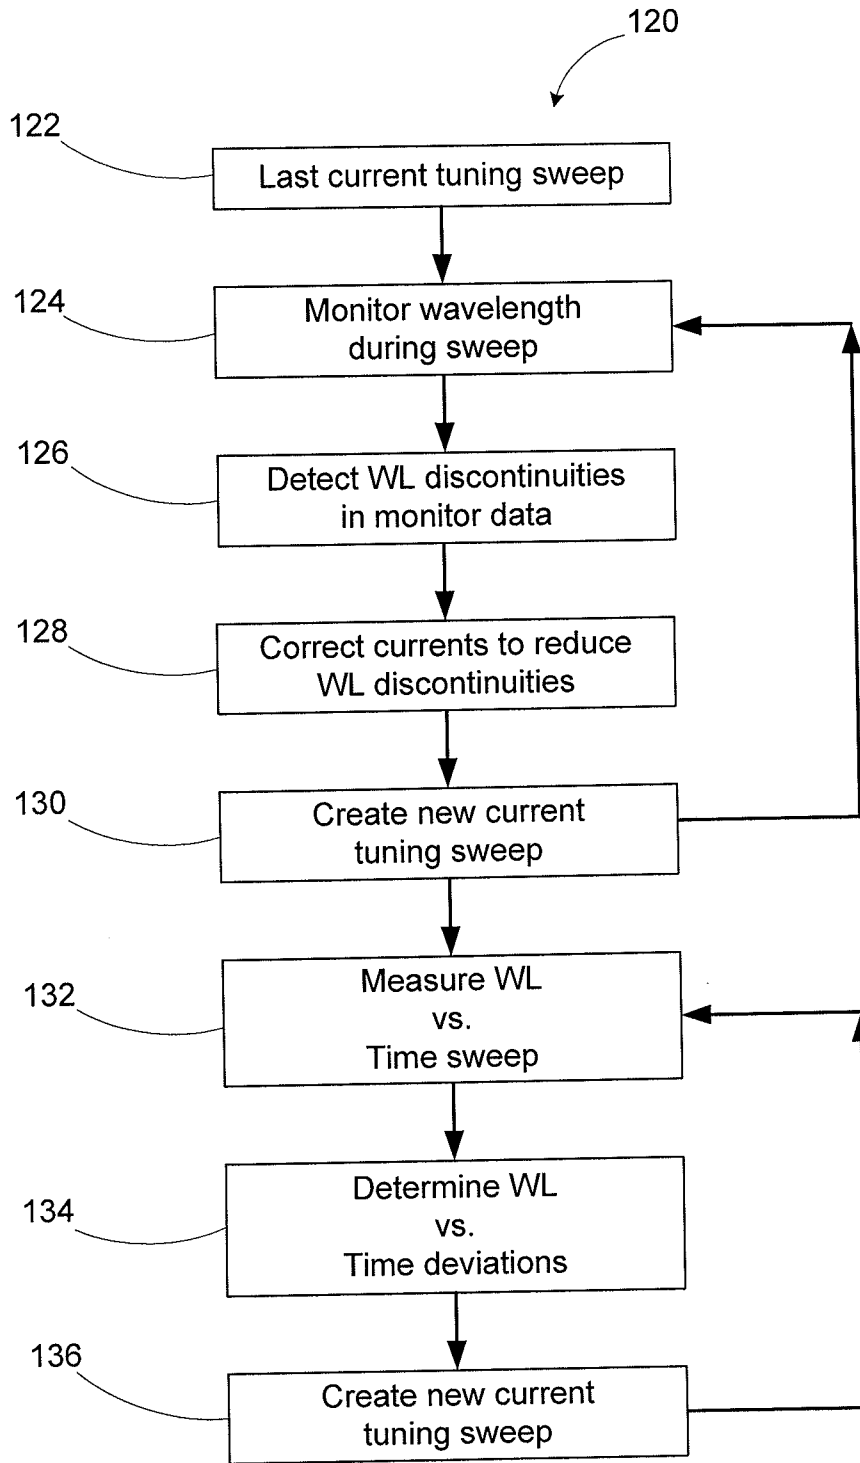 120
122
Last current tuning sweep
124
Monitor wavelength
during sweep
126
Detect WL discontinuities
in monitor data
128
Correct currents to reduce
WL discontinuities
130
Create new current
tuning sweep
132
Measure WL
vs.
Time sweep
134
Determine WL
vs.
Time deviations
136
Create new current
tuning sweep